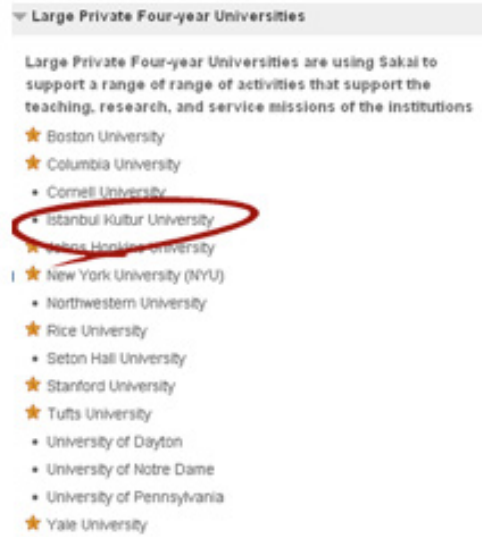 Large Private Four-year Universities
Large Private Four-year Universities are using Sakai to
support a range of range of activities that support the
teaching, research, and service missions of the institutions
Boston University
Columbia University
Cornell University
Istanbul Kultur University
Johns Hopkins University
New York University (NYU)
Northwestern University
Rice University
Seton Hall University
Stanford University
Tufts University
University of Dayton
University of Notre Dame
University of Pennsylvania
Yale University